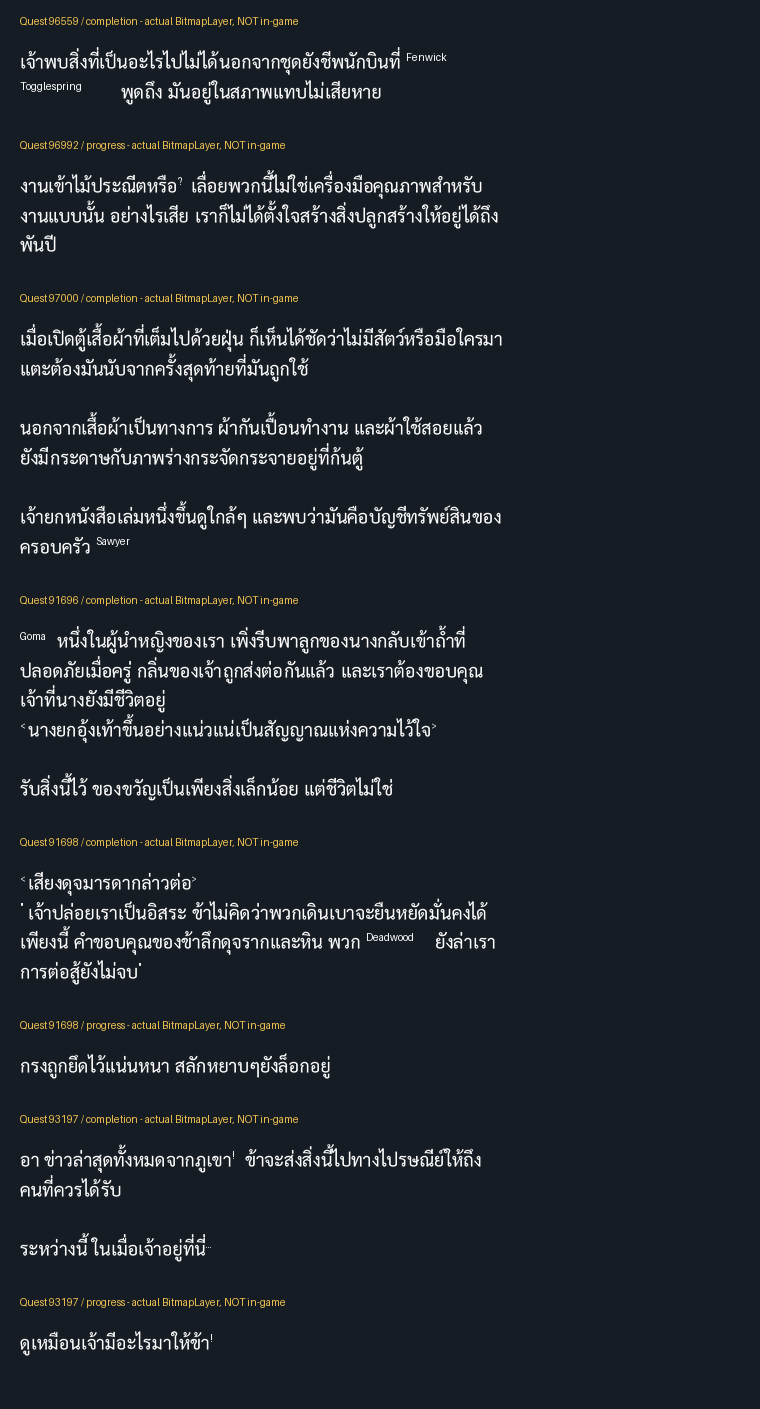 Quest 96559 / completion - actual BitmapLayer, NOT in-game
เจ้าพบสิ่งที่เป็นอะไรไปไม่ได้นอกจากชุดยังชีพนักบินที่ Fenwick
Togglespring พูดถึง มันอยู่ในสภาพแทบไม่เสียหาย
Quest 96992 / progress - actual BitmapLayer, NOT in-game
งานเข้าไม้ประณีตหรือ? เลื่อยพวกนี้ไม่ใช่เครื่องมือคุณภาพสำหรับ
งานแบบนั้น อย่างไรเสีย เราก็ไม่ได้ตั้งใจสร้างสิ่งปลูกสร้างให้อยู่ได้ถึง
พันปี
Quest 97000 / completion - actual BitmapLayer, NOT in-game
เมื่อเปิดตู้เสื้อผ้าที่เต็มไปด้วยฝุ่น ก็เห็นได้ชัดว่าไม่มีสัตว์หรือมือใครมา
แตะต้องมันนับจากครั้งสุดท้ายที่มันถูกใช้
นอกจากเสื้อผ้าเป็นทางการ ผ้ากันเปื้อนทำงาน และผ้าใช้สอยแล้ว
ยังมีกระดาษกับภาพร่างกระจัดกระจายอยู่ที่ก้นตู้
เจ้ายกหนังสือเล่มหนึ่งขึ้นดูใกล้ๆ และพบว่ามันคือบัญชีทรัพย์สินของ
ครอบครัว Sawyer
Quest 91696 / completion - actual BitmapLayer, NOT in-game
Goma หนึ่งในผู้นำหญิงของเรา เพิ่งรีบพาลูกของนางกลับเข้าถ้ำที่
ปลอดภัยเมื่อครู่ กลิ่นของเจ้าถูกส่งต่อกันแล้ว และเราต้องขอบคุณ
เจ้าที่นางยังมีชีวิตอยู่
<นางยกอุ้งเท้าขึ้นอย่างแน่วแน่เป็นสัญญาณแห่งความไว้ใจ>
รับสิ่งนี้ไว้ ของขวัญเป็นเพียงสิ่งเล็กน้อย แต่ชีวิตไม่ใช่
Quest 91698 / completion - actual BitmapLayer, NOT in-game
<เสียงดุจมารดากล่าวต่อ>
"เจ้าปล่อยเราเป็นอิสระ ข้าไม่คิดว่าพวกเดินเบาจะยืนหยัดมั่นคงได้
เพียงนี้ คำขอบคุณของข้าลึกดุจรากและหิน พวก Deadwood ยังล่าเรา
การต่อสู้ยังไม่จบ"
Quest 91698 / progress - actual BitmapLayer, NOT in-game
กรงถูกยึดไว้แน่นหนา สลักหยาบๆยังล็อกอยู่
Quest 93197 / completion - actual BitmapLayer, NOT in-game
อา ข่าวล่าสุดทั้งหมดจากภูเขา! ข้าจะส่งสิ่งนี้ไปทางไปรษณีย์ให้ถึง
คนที่ควรได้รับ
ระหว่างนี้ ในเมื่อเจ้าอยู่ที่นี่...
Quest 93197 / progress - actual BitmapLayer, NOT in-game
ดูเหมือนเจ้ามีอะไรมาให้ข้า!